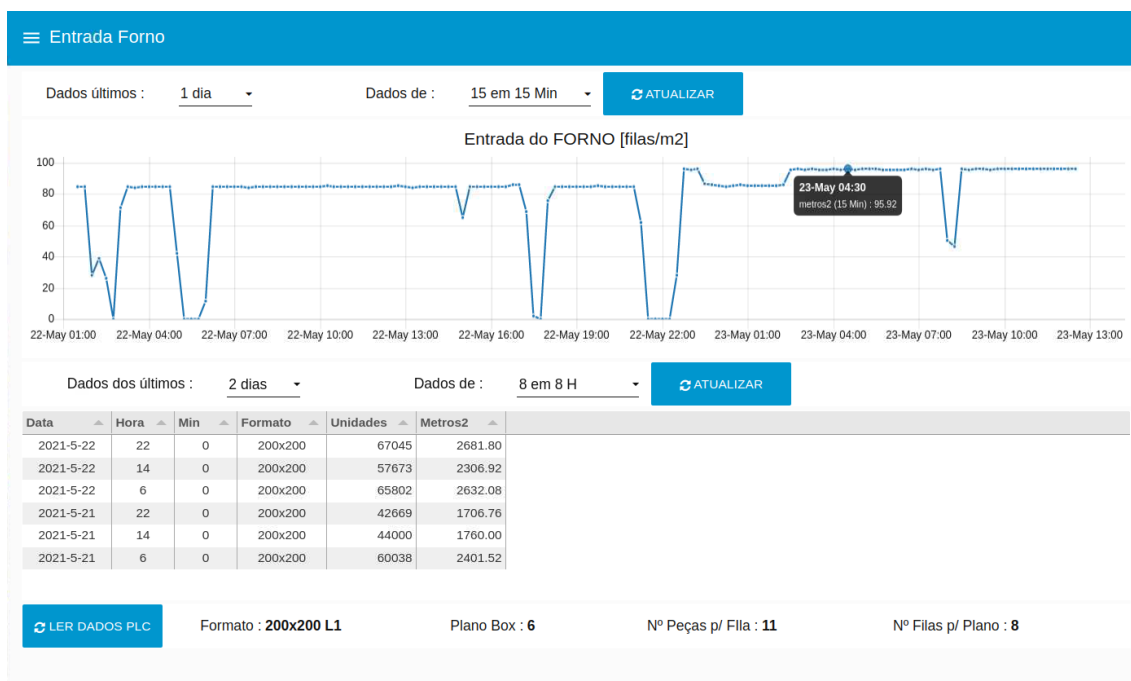 Entrada Forno
Dados últimos : 1 dia Dados de : 15 em 15 Min ATUALIZAR
Entrada do FORNO [filas/m2]
100
80
60
40
20
0
23-May 04:30
metros2 (15 Min) : 95.92
22-May 01:00 22-May 04:00 22-May 07:00 22-May 10:00 22-May 13:00 22-May 16:00 22-May 19:00 22-May 22:00 23-May 01:00 23-May 04:00 23-May 07:00 23-May 10:00 23-May 13:00
Dados dos últimos : 2 dias Dados de : 8 em 8 H ATUALIZAR
Data Hora Min Formato Unidades Metros2
2021-5-22 22 0 200x200 67045 2681.80
2021-5-22 14 0 200x200 57673 2306.92
2021-5-22 6 0 200x200 65802 2632.08
2021-5-21 22 0 200x200 42669 1706.76
2021-5-21 14 0 200x200 44000 1760.00
2021-5-21 6 0 200x200 60038 2401.52
LER DADOS PLC Formato : 200x200 L1 Plano Box : 6 Nº Peças p/ FIla : 11 Nº Filas p/ Plano : 8